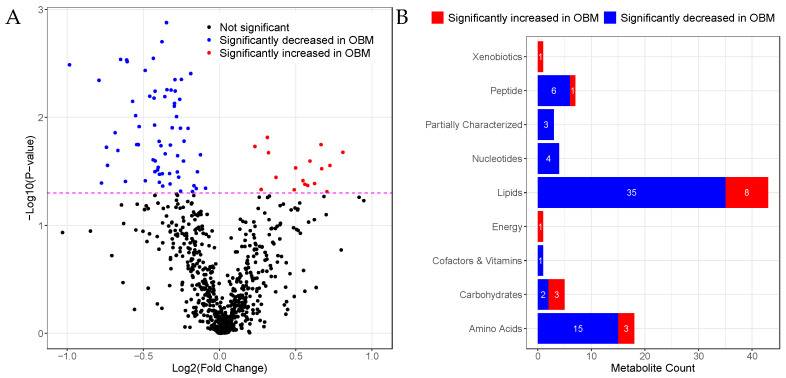 A
Not significant
Significantly decreased in OBM
Significantly increased in OBM
−Log10(P−value)
3
2
1
0
−1.0 −0.5 0.0 0.5 1.0
Log2(Fold Change)
B
Significantly increased in OBM Significantly decreased in OBM
Xenobiotics 1
Peptide 6 1
Partially Characterized 3
Nucleotides 4
Lipids 35 8
Energy 1
Cofactors & Vitamins 1
Carbohydrates 2 3
Amino Acids 15 3
0 10 20 30 40
Metabolite Count